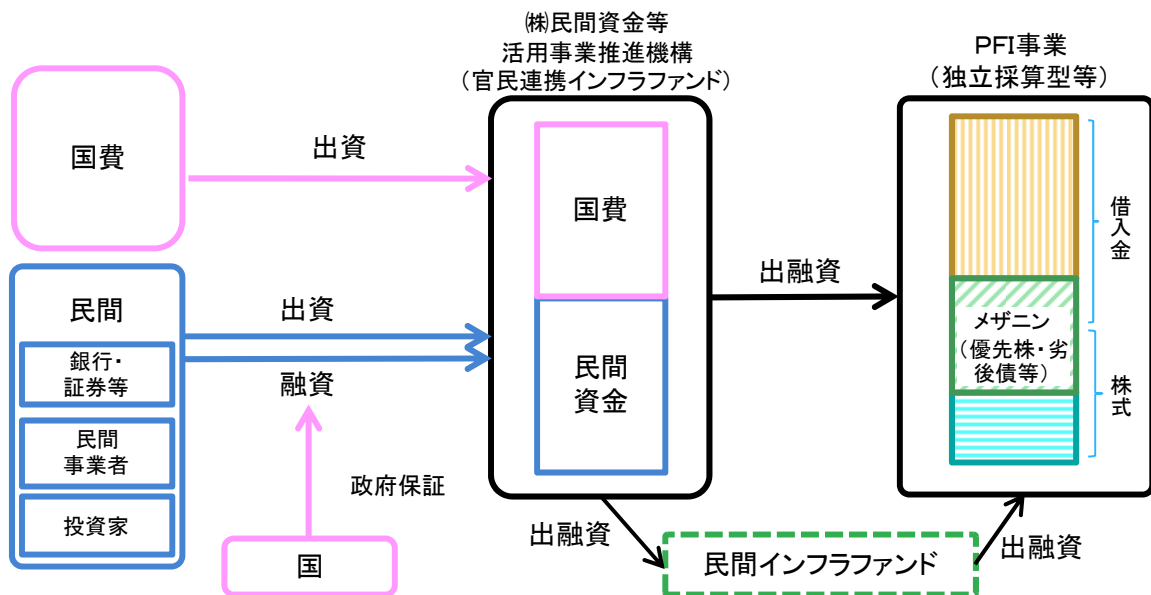 ㈱民間資金等
活用事業推進機構
（官民連携インフラファンド）
PFI事業
（独立採算型等）
国費
出資
国費
借入金
出融資
民間
出資
銀行・
証券等
融資
民間
資金
メザニン
（優先株・劣
後債等）
株式
民間
事業者
政府保証
投資家
国
出融資
民間インフラファンド
出融資